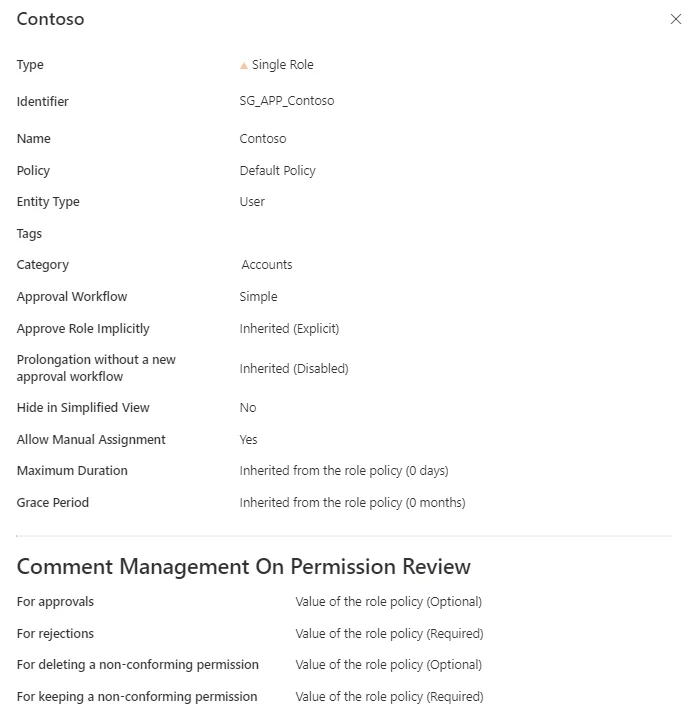 Contoso
Type Single Role
Identifier SG_APP_Contoso
Name Contoso
Policy Default Policy
Entity Type User
Tags
Category Accounts
Approval Workflow Simple
Approve Role Implicitly Inherited (Explicit)
Prolongation without a new
approval workflow Inherited (Disabled)
Hide in Simplified View No
Allow Manual Assignment Yes
Maximum Duration Inherited from the role policy (0 days)
Grace Period Inherited from the role policy (0 months)
Comment Management On Permission Review
For approvals Value of the role policy (Optional)
For rejections Value of the role policy (Required)
For deleting a non-conforming permission Value of the role policy (Optional)
For keeping a non-conforming permission Value of the role policy (Required)